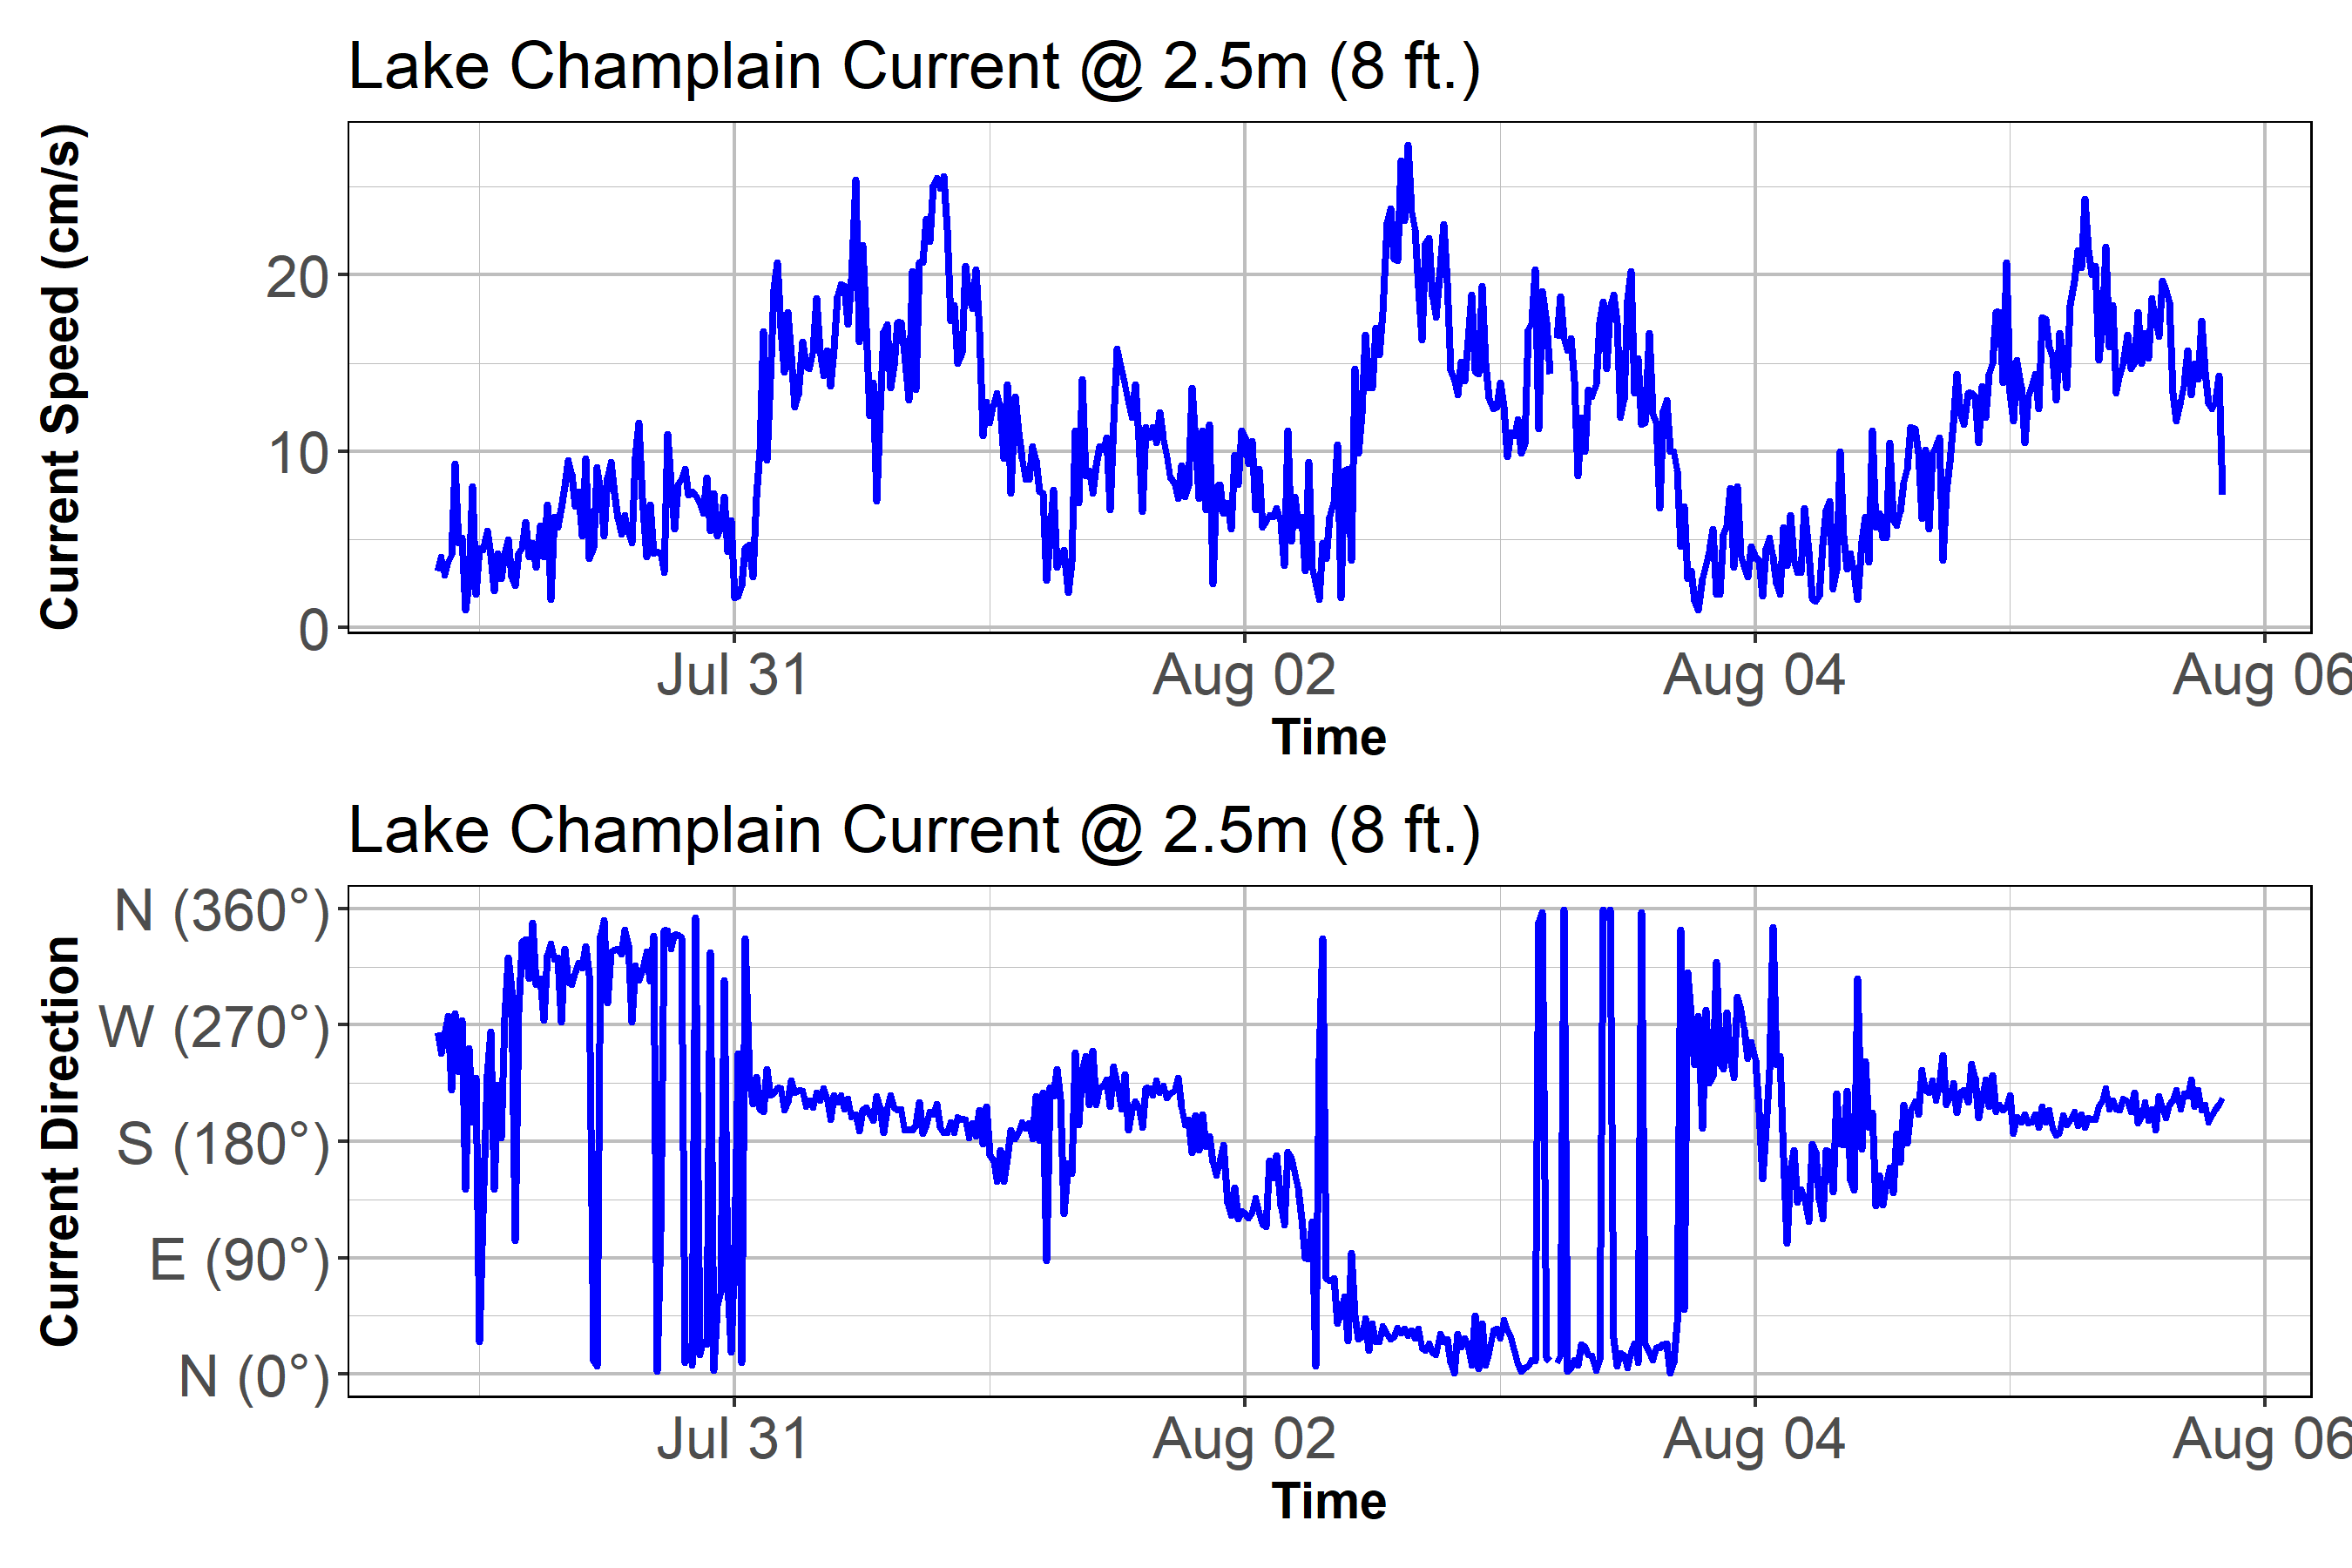 Lake Champlain Current @ 2.5m (8 ft.)
Current Speed (cm/s)
20
10
0
Jul 31
Aug 02
Aug 04
Aug 06
Time
Lake Champlain Current @ 2.5m (8 ft.)
Current Direction
N (360°)
W (270°)
S (180°)
E (90°)
N (0°)
Jul 31
Aug 02
Aug 04
Aug 06
Time